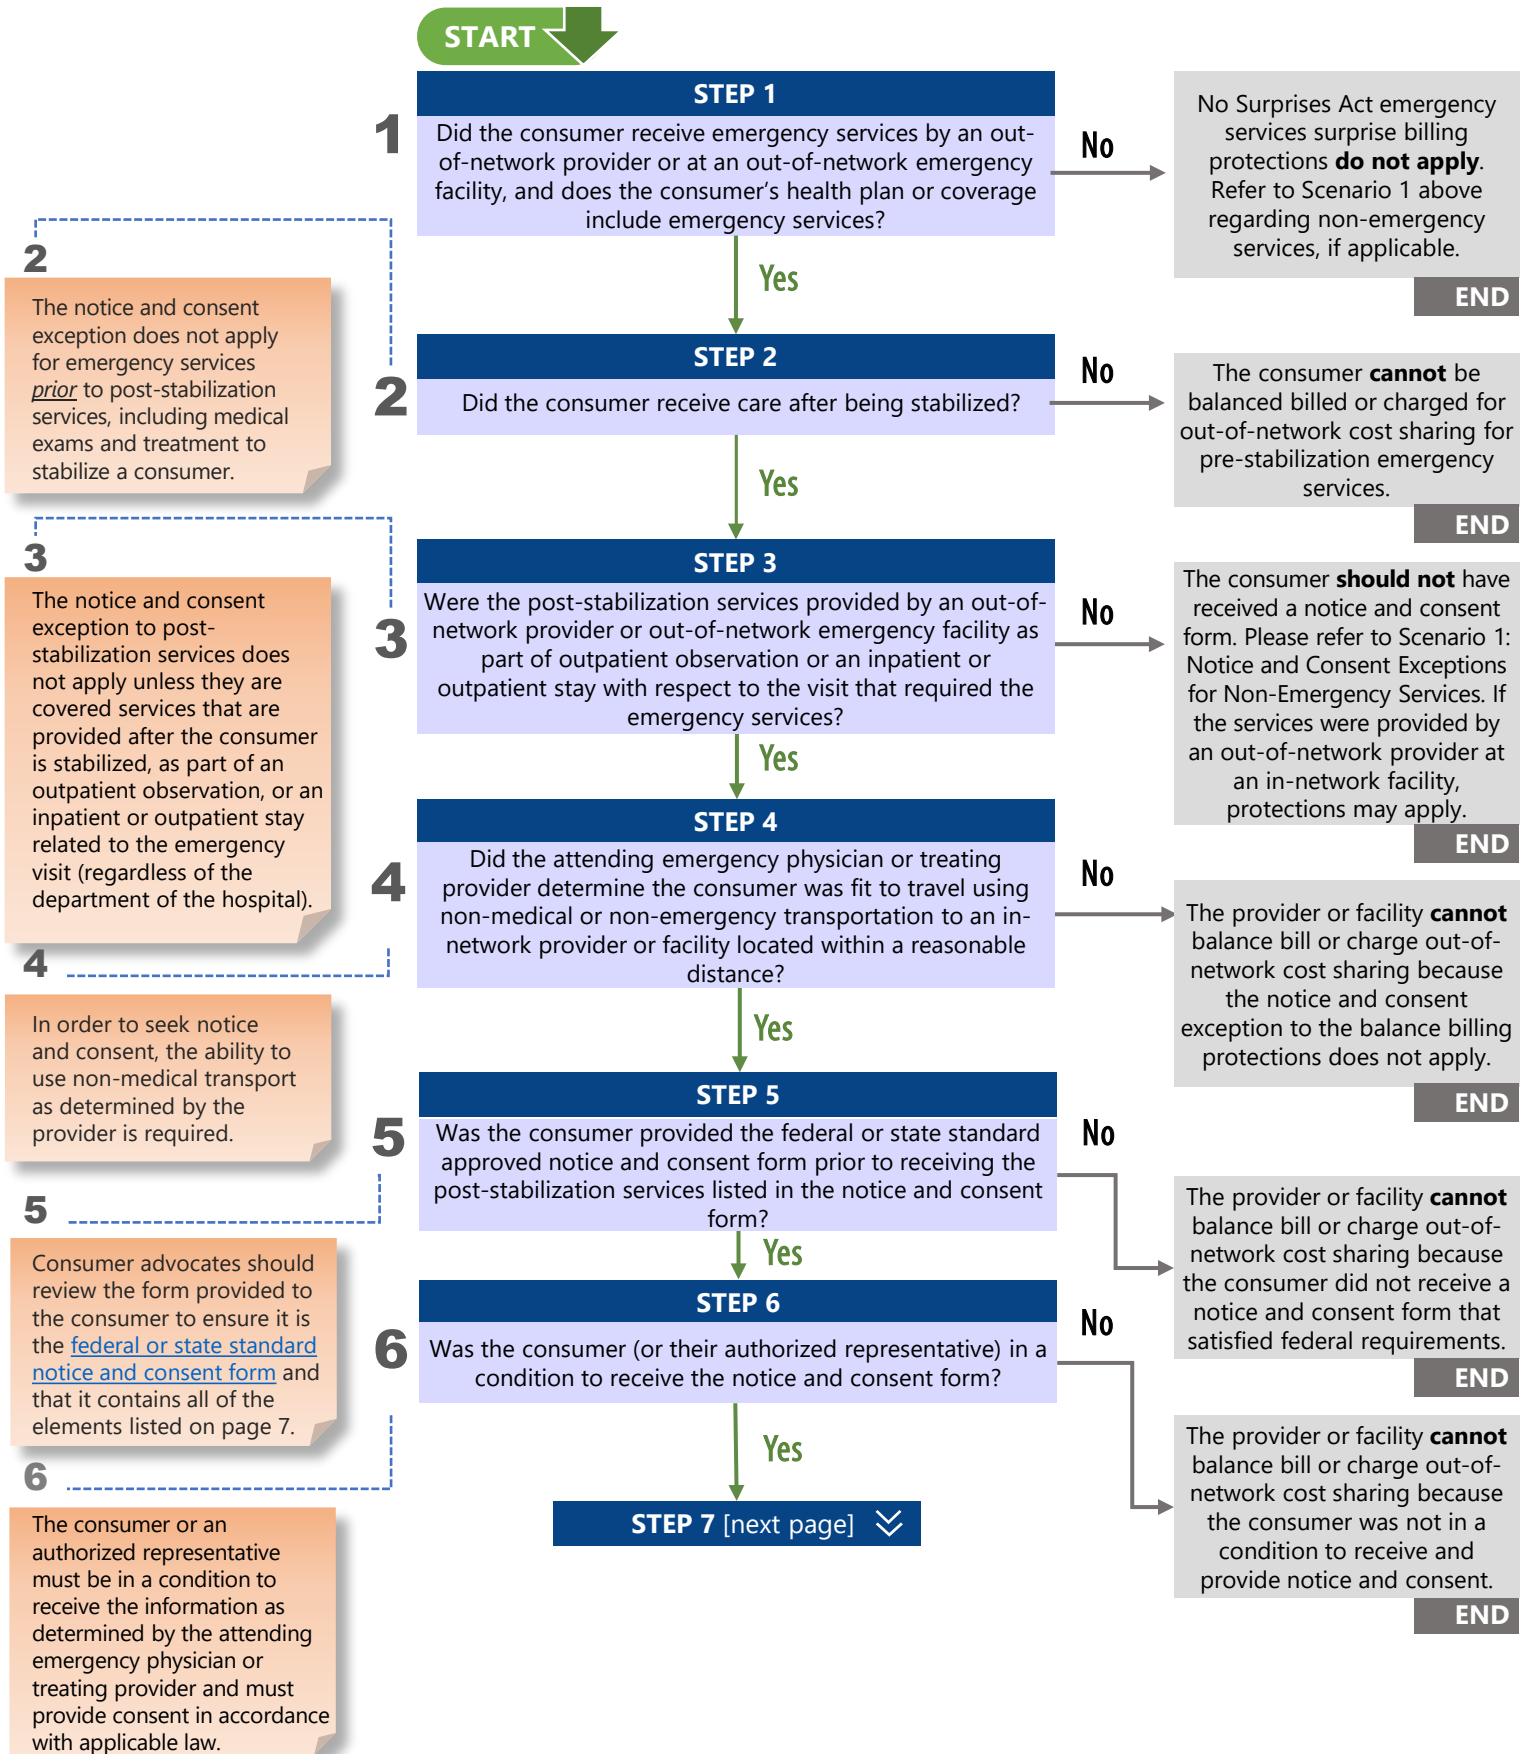 START
STEP 1
1
Did the consumer receive emergency services by an out-
of-network provider or at an out-of-network emergency
facility, and does the consumer's health plan or coverage
include emergency services?
No
No Surprises Act emergency
services surprise billing
protections do not apply.
Refer to Scenario 1 above
regarding non-emergency
services, if applicable.
END
Yes
2
The notice and consent
exception does not apply
for emergency services
prior to post-stabilization
services, including medical
exams and treatment to
stabilize a consumer.
STEP 2
2
Did the consumer receive care after being stabilized?
No
The consumer cannot be
balanced billed or charged for
out-of-network cost sharing for
pre-stabilization emergency
services.
END
Yes
3
The notice and consent
exception to post-
stabilization services does
not apply unless they are
covered services that are
provided after the consumer
is stabilized, as part of an
outpatient observation, or an
inpatient or outpatient stay
related to the emergency
visit (regardless of the
department of the hospital).
STEP 3
3
Were the post-stabilization services provided by an out-of-
network provider or out-of-network emergency facility as
part of outpatient observation or an inpatient or
outpatient stay with respect to the visit that required the
emergency services?
No
The consumer should not have
received a notice and consent
form. Please refer to Scenario 1:
Notice and Consent Exceptions
for Non-Emergency Services. If
the services were provided by
an out-of-network provider at
an in-network facility,
protections may apply.
END
Yes
STEP 4
4
Did the attending emergency physician or treating
provider determine the consumer was fit to travel using
non-medical or non-emergency transportation to an in-
network provider or facility located within a reasonable
distance?
No
The provider or facility cannot
balance bill or charge out-of-
network cost sharing because
the notice and consent
exception to the balance billing
protections does not apply.
END
4
In order to seek notice
and consent, the ability to
use non-medical transport
as determined by the
provider is required.
Yes
STEP 5
5
Was the consumer provided the federal or state standard
approved notice and consent form prior to receiving the
post-stabilization services listed in the notice and consent
form?
No
The provider or facility cannot
balance bill or charge out-of-
network cost sharing because
the consumer did not receive a
notice and consent form that
satisfied federal requirements.
END
5
Consumer advocates should
review the form provided to
the consumer to ensure it is
the federal or state standard
notice and consent form and
that it contains all of the
elements listed on page 7.
Yes
STEP 6
6
Was the consumer (or their authorized representative) in a
condition to receive the notice and consent form?
No
The provider or facility cannot
balance bill or charge out-of-
network cost sharing because
the consumer was not in a
condition to receive and
provide notice and consent.
END
6
The consumer or an
authorized representative
must be in a condition to
receive the information as
determined by the attending
emergency physician or
treating provider and must
provide consent in accordance
with applicable law.
Yes
STEP 7 [next page]